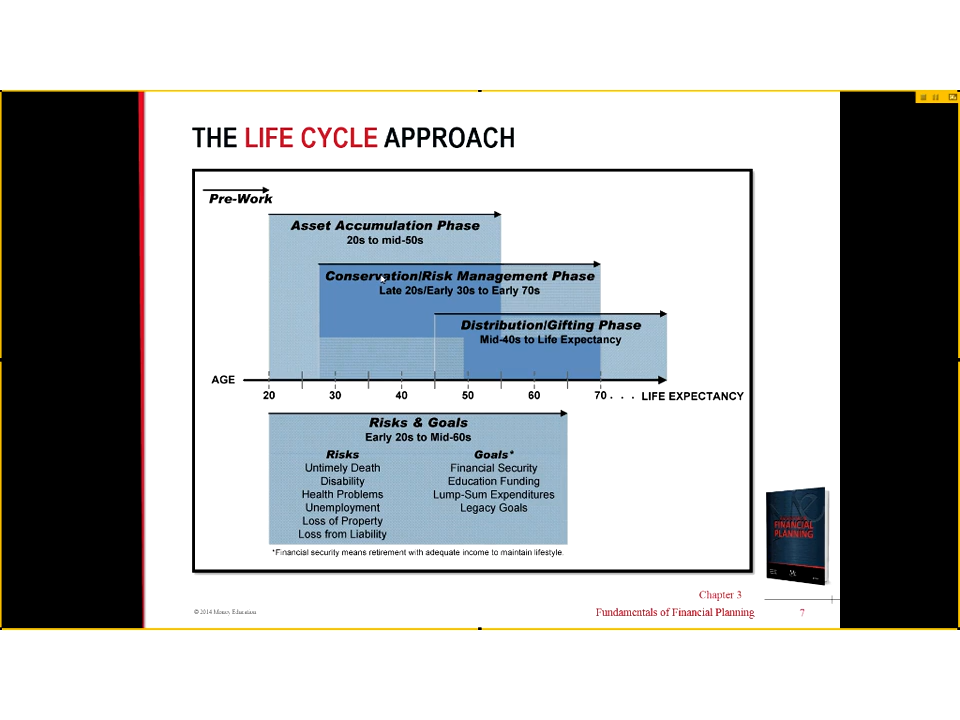 THE LIFE CYCLE APPROACH
Pre-Work
Asset Accumulation Phase
20s to mid-50s
Conservation/Risk Management Phase
Late 20s/Early 30s to Early 70s
Distribution/Gifting Phase
Mid-40s to Life Expectancy
AGE
20 30 40 50 60 70 . . . LIFE EXPECTANCY
Risks & Goals
Early 20s to Mid-60s
Risks
Untimely Death
Disability
Health Problems
Unemployment
Loss of Property
Loss from Liability
Goals*
Financial Security
Education Funding
Lump-Sum Expenditures
Legacy Goals
*Financial security means retirement with adequate income to maintain lifestyle.
FINANCIAL
PLANNING
Chapter 3
© 2014 Money Education
Fundamentals of Financial Planning
7